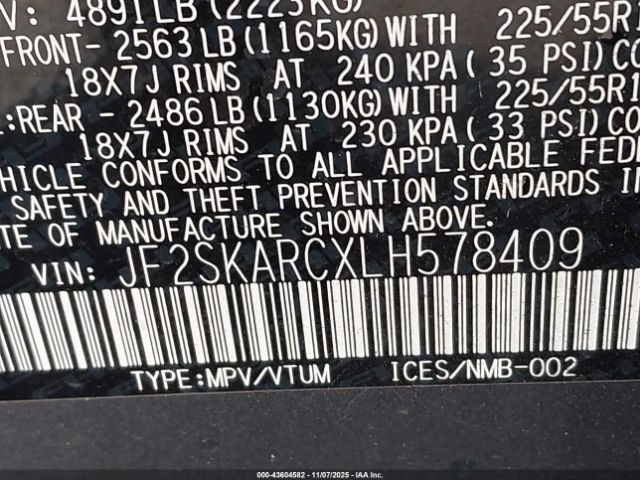 V: 4891LB (2223KG)
FRONT- 2563 LB (1165KG) WITH 225/55R1
18X7J RIMS AT 240 KPA ( 35 PSI) CO
:REAR - 2486 LB (1130KG) WITH 225/55R1
18X7J RIMS AT 230 KPA ( 33 PSI) CO
HICLE CONFORMS TO ALL APPLICABLE FEDE
SAFETY AND THEFT PREVENTION STANDARDS I
TE OF MANUFACTURE SHOWN ABOVE.
VIN: JF2SKARCXLH578409
TYPE:MPV/VTUM ICES/NMB-002
000-43604582 - 11/07/2025 - IAAI.COM